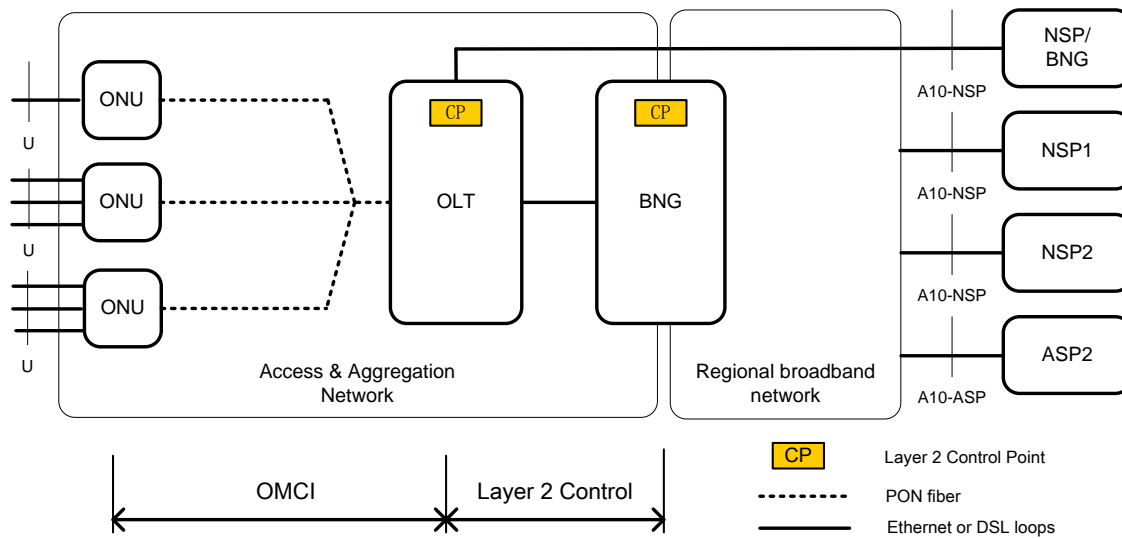 NSP/
BNG
A10-NSP
ONU
U
CP
CP
NSP1
A10-NSP
ONU
U
OLT
BNG
NSP2
A10-NSP
ONU
U
Access & Aggregation
Network
Regional broadband
network
ASP2
A10-ASP
OMCI
Layer 2 Control
CP
Layer 2 Control Point
PON fiber
Ethernet or DSL loops